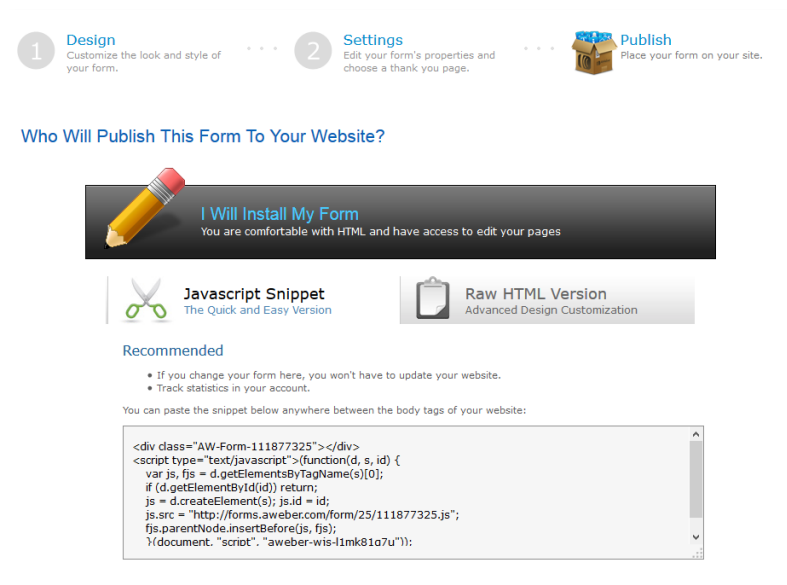 1
Design
Customize the look and style of
your form.
2
Settings
Edit your form's properties and
choose a thank you page.
Publish
Place your form on your site.
Who Will Publish This Form To Your Website?
I Will Install My Form
You are comfortable with HTML and have access to edit your pages
Javascript Snippet
The Quick and Easy Version
Raw HTML Version
Advanced Design Customization
Recommended
• If you change your form here, you won't have to update your website.
• Track statistics in your account.
You can paste the snippet below anywhere between the body tags of your website:
<div class="AW-Form-111877325"></div>
<script type="text/javascript">(function(d, s, id) {
var js, fjs = d.getElementsByTagName(s)[0];
if (d.getElementById(id)) return;
js = d.createElement(s); js.id = id;
js.src = "http://forms.aweber.com/form/25/111877325.js";
fjs.parentNode.insertBefore(js, fjs);
}(document, "script", "aweber-wjs-l1mk81q7u"));